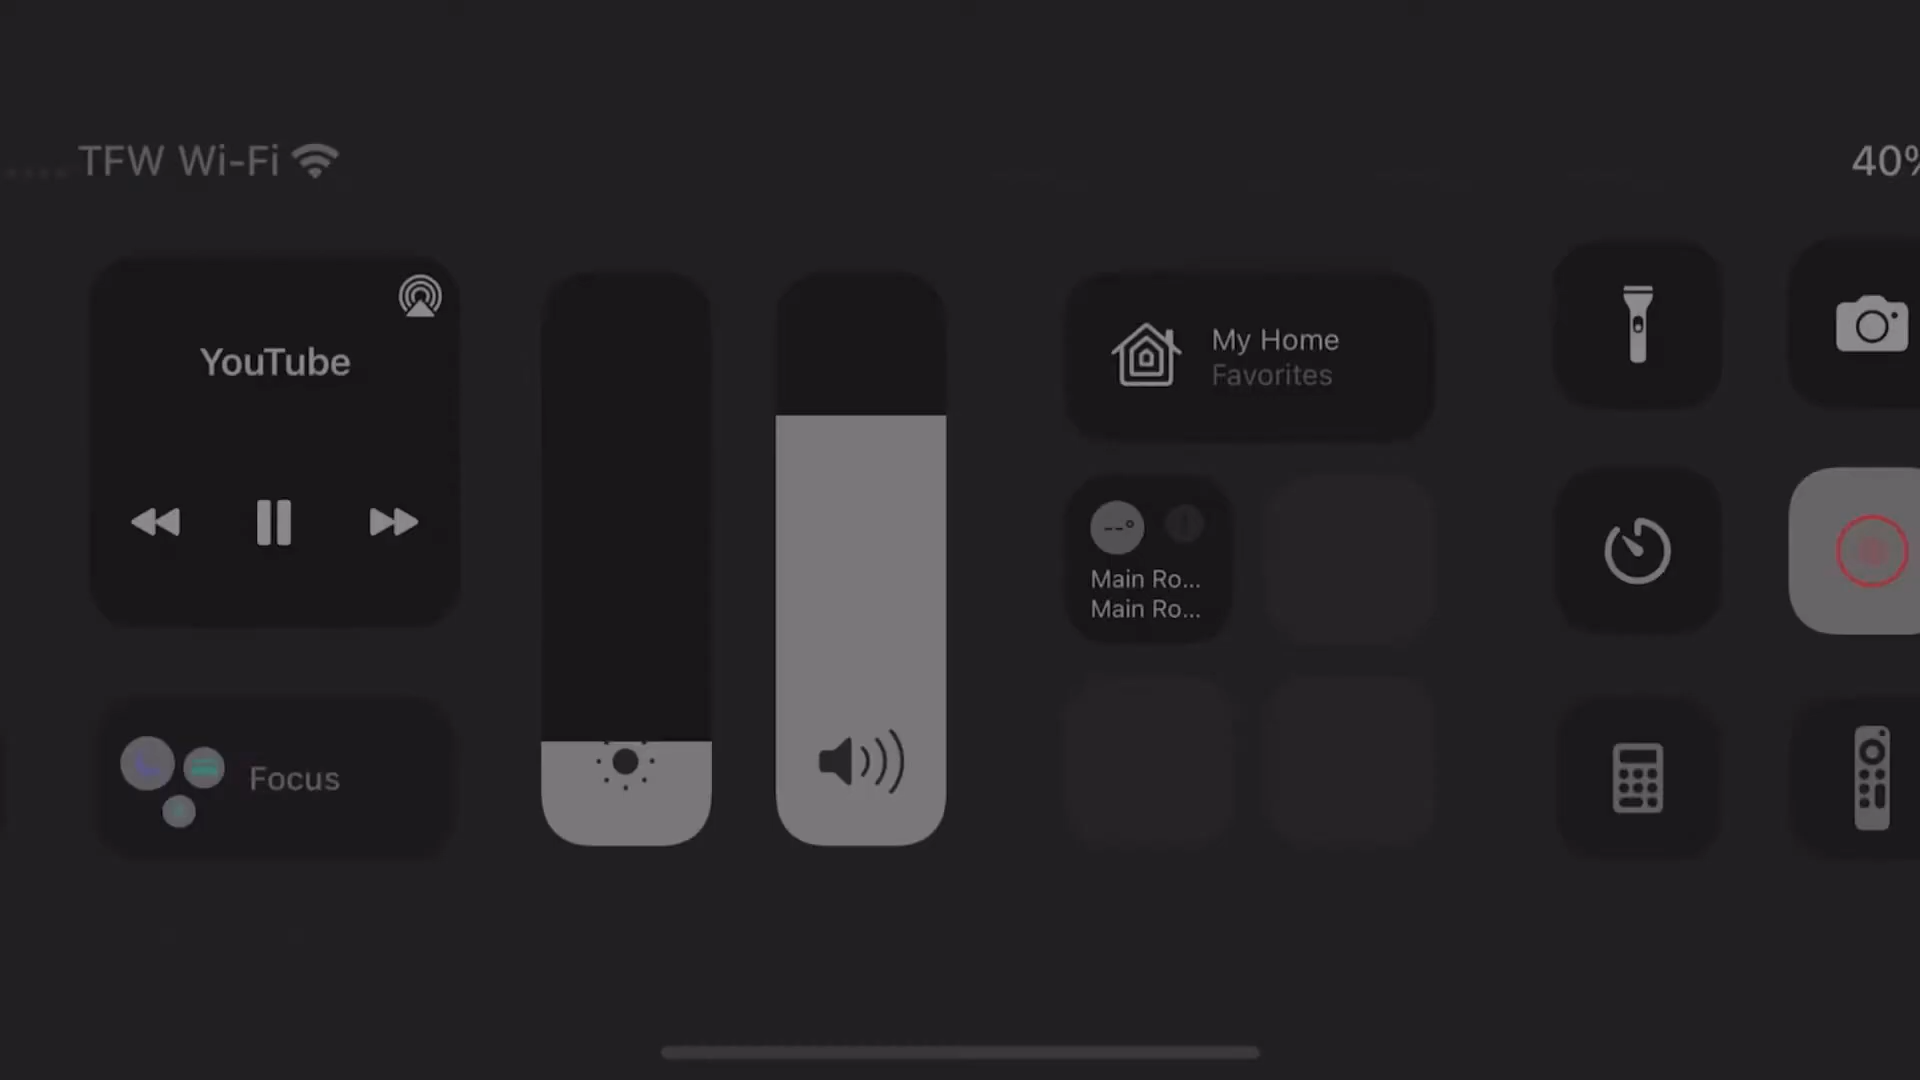 TFW Wi-Fi
40%
YouTube
My Home
Favorites
--°
Main Ro...
Main Ro...
Focus